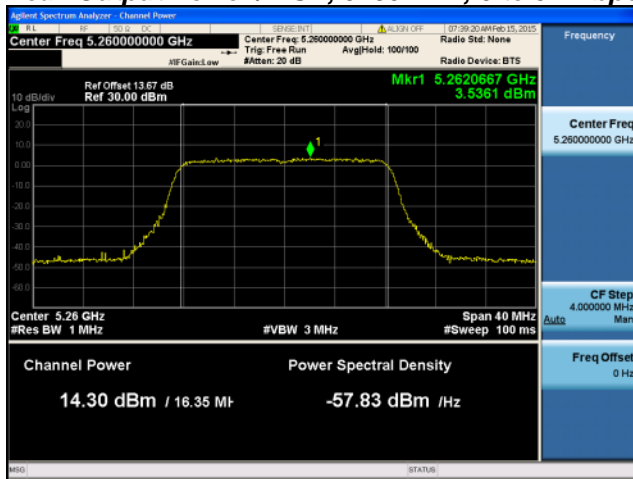 Agilent Spectrum Analyzer - Channel Power
RL RF 50 Ω DC SENSE:INT ALIGN OFF 07:39:20 AM Feb 15, 2015
Center Freq 5.260000000 GHz
Center Freq: 5.260000000 GHz
Radio Std: None
Trig: Free Run Avg|Hold: 100/100
#IFGain:Low #Atten: 20 dB Radio Device: BTS
Mkr1 5.2620667 GHz
3.5361 dBm
Ref Offset 13.67 dB
10 dB/div Ref 30.00 dBm
Log
20.0
10.0
0.00
-10.0
-20.0
-30.0
-40.0
-50.0
-60.0
1
Center 5.26 GHz Span 40 MHz
#Res BW 1 MHz #VBW 3 MHz #Sweep 100 ms
Channel Power Power Spectral Density
14.30 dBm / 16.35 MH -57.83 dBm /Hz
MSG STATUS
Frequency
Center Freq
5.260000000 GHz
CF Step
4.000000 MHz
Auto Man
Freq Offset
0 Hz